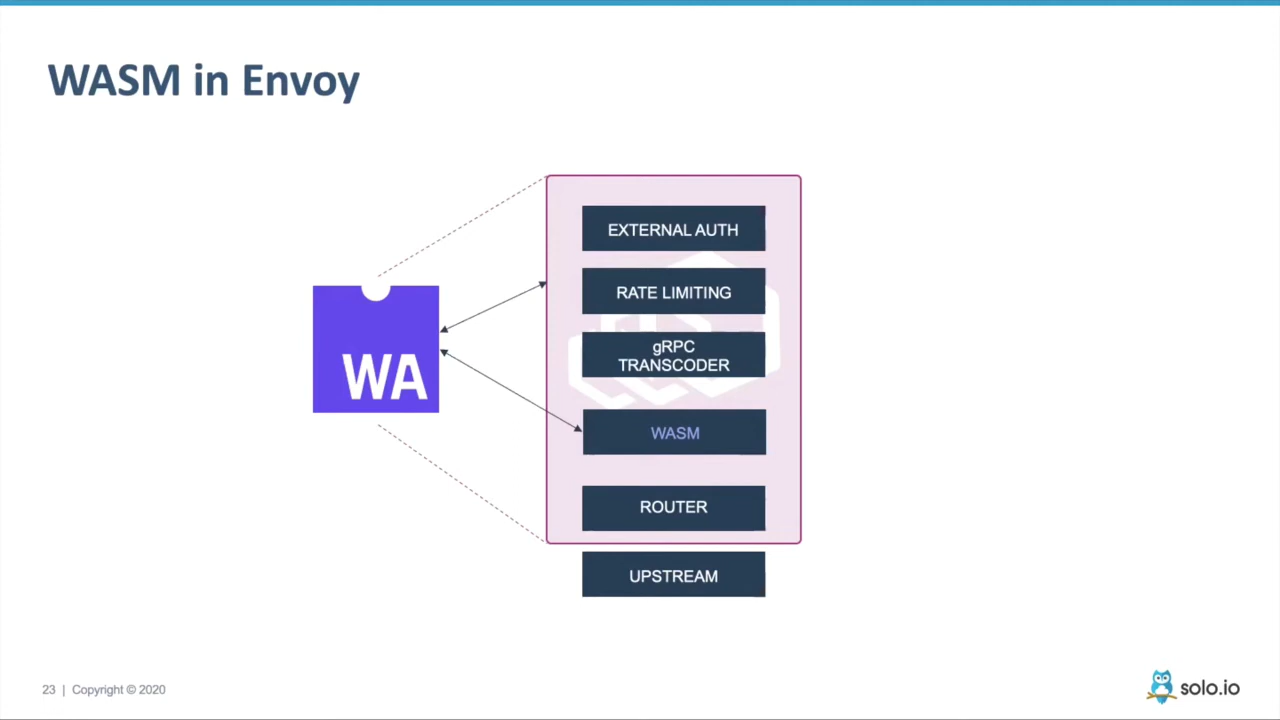 WASM in Envoy
EXTERNAL AUTH
RATE LIMITING
gRPC
TRANSCODER
WA
WASM
ROUTER
UPSTREAM
23 | Copyright © 2020
solo.io